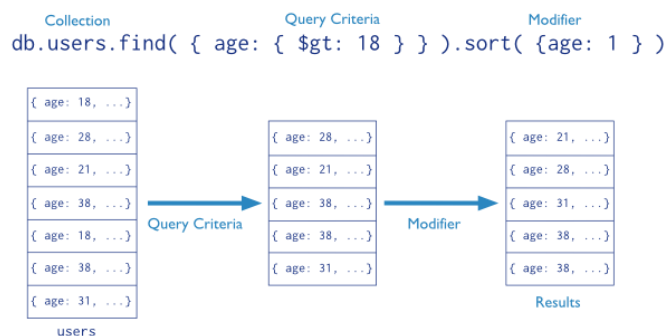 Collection
Query Criteria
Modifier
db.users.find( { age: { $gt: 18 } } ).sort( {age: 1 } )
{ age: 18, ...}
{ age: 28, ...}
{ age: 21, ...}
{ age: 38, ...}
{ age: 18, ...}
{ age: 38, ...}
{ age: 31, ...}
users
Query Criteria
{ age: 28, ...}
{ age: 21, ...}
{ age: 38, ...}
{ age: 38, ...}
{ age: 31, ...}
Modifier
{ age: 21, ...}
{ age: 28, ...}
{ age: 31, ...}
{ age: 38, ...}
{ age: 38, ...}
Results